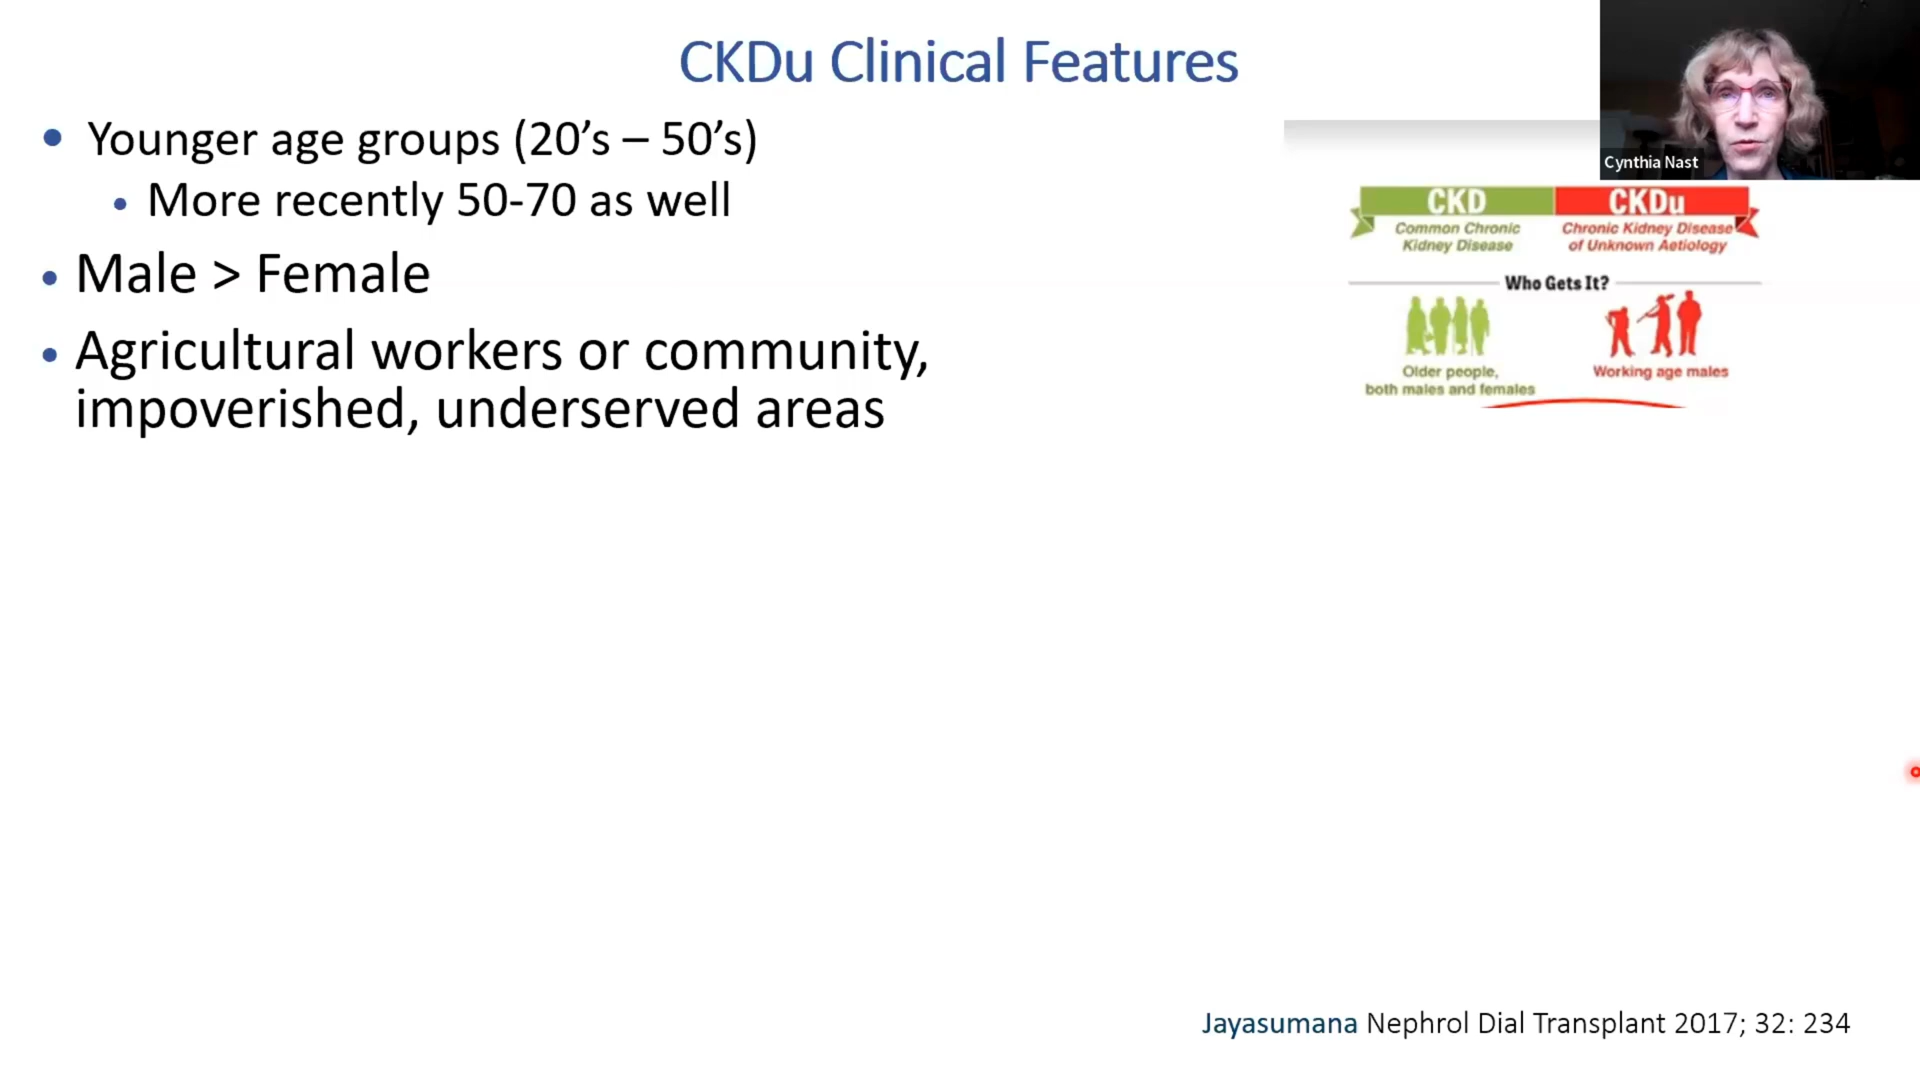 CKDu Clinical Features
• Younger age groups (20’s – 50’s)
• More recently 50-70 as well
• Male > Female
• Agricultural workers or community,
impoverished, underserved areas
Cynthia Nast
CKD
Common Chronic
Kidney Disease
CKDu
Chronic Kidney Disease
of Unknown Aetiology
Who Gets It?
Older people,
both males and females
Working age males
Jayasumana Nephrol Dial Transplant 2017; 32: 234